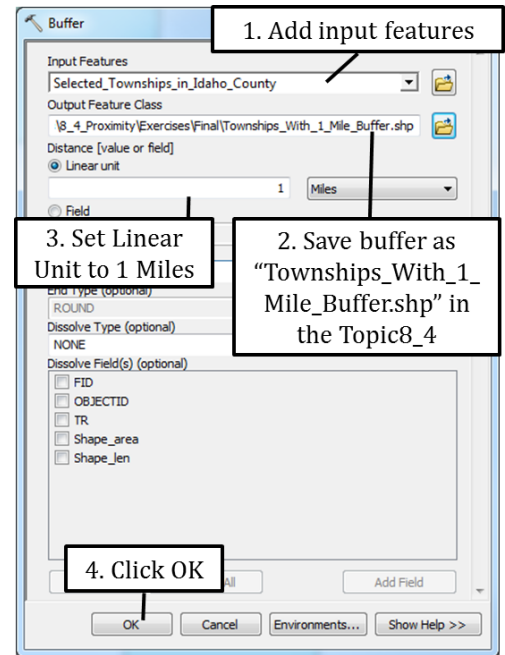 Buffer
1. Add input features
Input Features
Selected_Townships_in_Idaho_County
Output Feature Class
\8_4_Proximity\Exercises\Final\Townships_With_1_Mile_Buffer.shp
Distance [value or field]
Linear unit
1 Miles
Field
3. Set Linear
Unit to 1 Miles
2. Save buffer as
“Townships_With_1_
Mile_Buffer.shp” in
the Topic8_4
End Type (optional)
ROUND
Dissolve Type (optional)
NONE
Dissolve Field(s) (optional)
FID
OBJECTID
TR
Shape_area
Shape_len
4. Click OK
All Add Field
OK Cancel Environments... Show Help >>